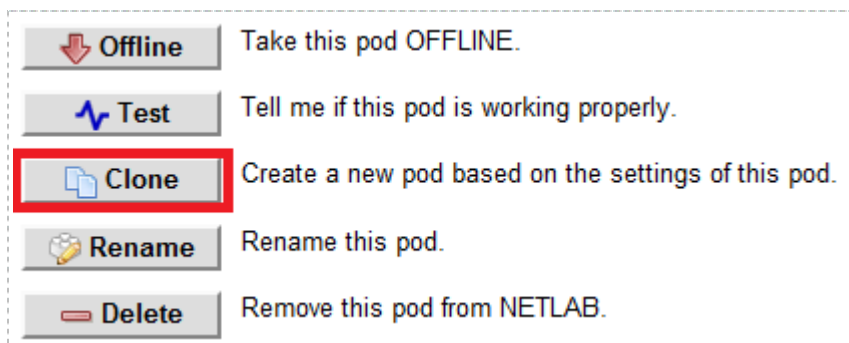 Offline Take this pod OFFLINE.
Test Tell me if this pod is working properly.
Clone Create a new pod based on the settings of this pod.
Rename Rename this pod.
Delete Remove this pod from NETLAB.